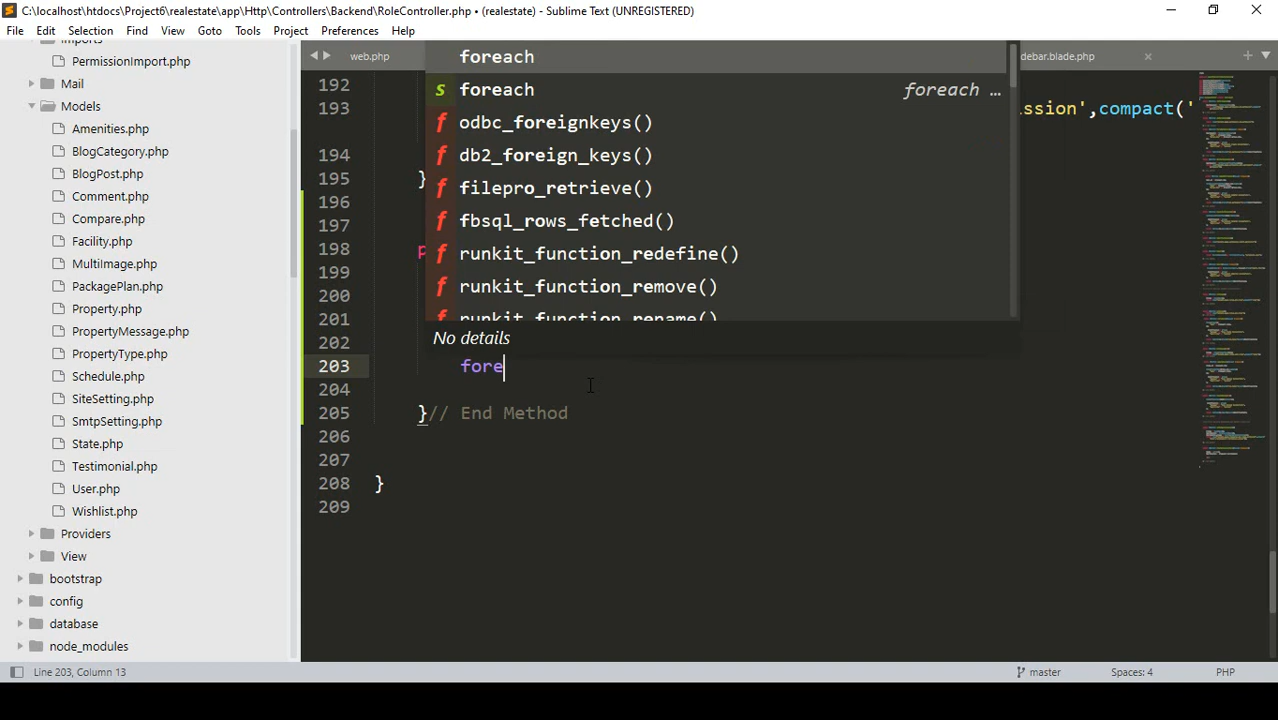 C:\localhost\htdocs\Project6\realestate\app\Http\Controllers\Backend\RoleController.php • (realestate) - Sublime Text (UNREGISTERED)
File Edit Selection Find View Goto Tools Project Preferences Help
Imports
PermissionImport.php
Mail
Models
Amenities.php
BlogCategory.php
BlogPost.php
Comment.php
Compare.php
Facility.php
MultiImage.php
PackagePlan.php
Property.php
PropertyMessage.php
PropertyType.php
Schedule.php
SiteSetting.php
SmtpSetting.php
State.php
Testimonial.php
User.php
Wishlist.php
Providers
View
bootstrap
config
database
node_modules
web.php
debar.blade.php
foreach
foreach foreach …
odbc_foreignkeys()
db2_foreign_keys()
filepro_retrieve()
fbsql_rows_fetched()
runkit_function_redefine()
runkit_function_remove()
runkit_function_rename()
No details
192
193 ssion',compact('
194
195 }
196
197
198 p
199
200
201
202
203 fore
204
205 }// End Method
206
207
208 }
209
Line 203, Column 13
master
Spaces: 4
PHP